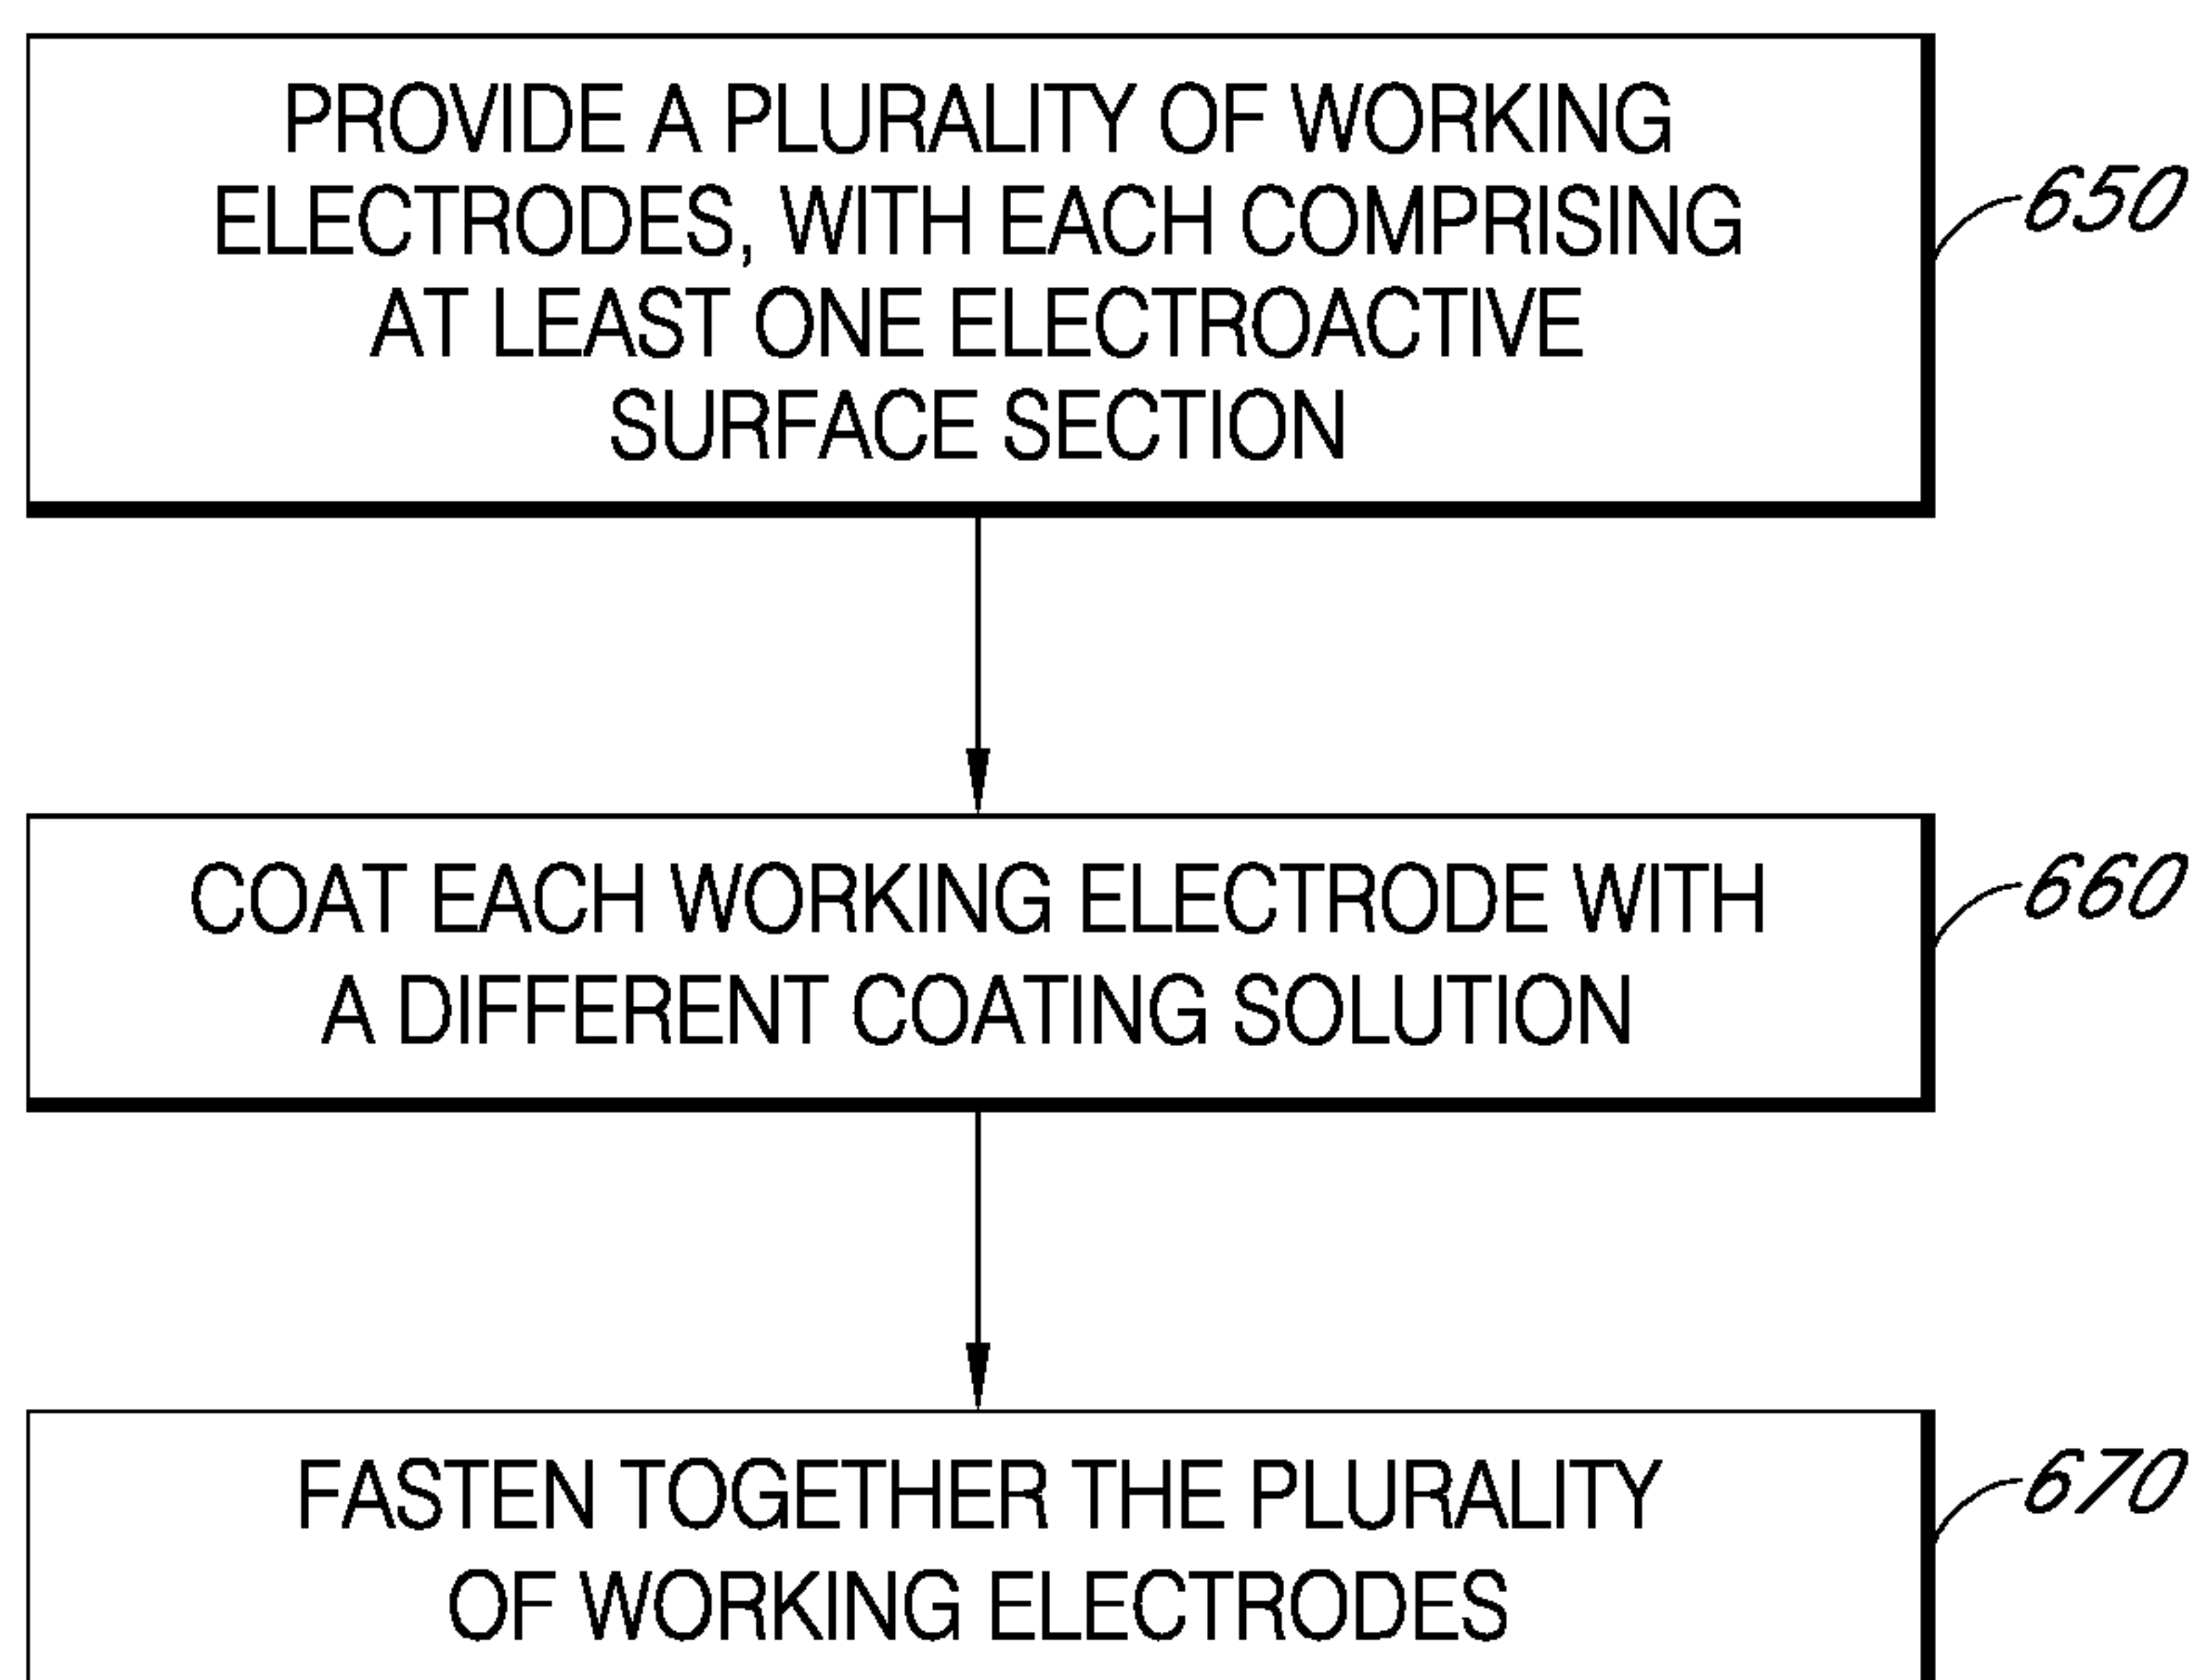 PROVIDE A PLURALITY OF WORKING
ELECTRODES, WITH EACH COMPRISING
AT LEAST ONE ELECTROACTIVE
SURFACE SECTION
650
COAT EACH WORKING ELECTRODE WITH
A DIFFERENT COATING SOLUTION
660
FASTEN TOGETHER THE PLURALITY
OF WORKING ELECTRODES
670